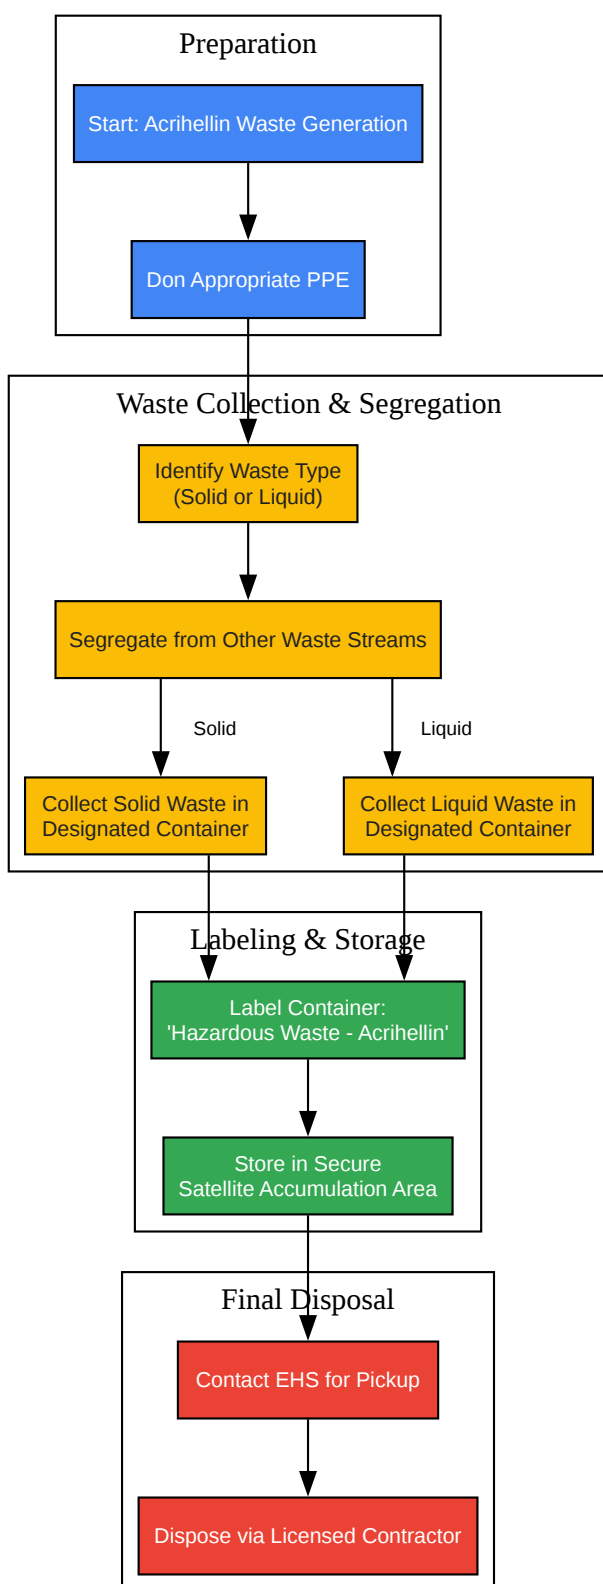 Preparation
Start: Acrihellin Waste Generation
Don Appropriate PPE
Waste Collection & Segregation
Identify Waste Type
(Solid or Liquid)
Segregate from Other Waste Streams
Solid
Liquid
Collect Solid Waste in
Designated Container
Collect Liquid Waste in
Designated Container
Labeling & Storage
Label Container:
'Hazardous Waste - Acrihellin'
Store in Secure
Satellite Accumulation Area
Final Disposal
Contact EHS for Pickup
Dispose via Licensed Contractor